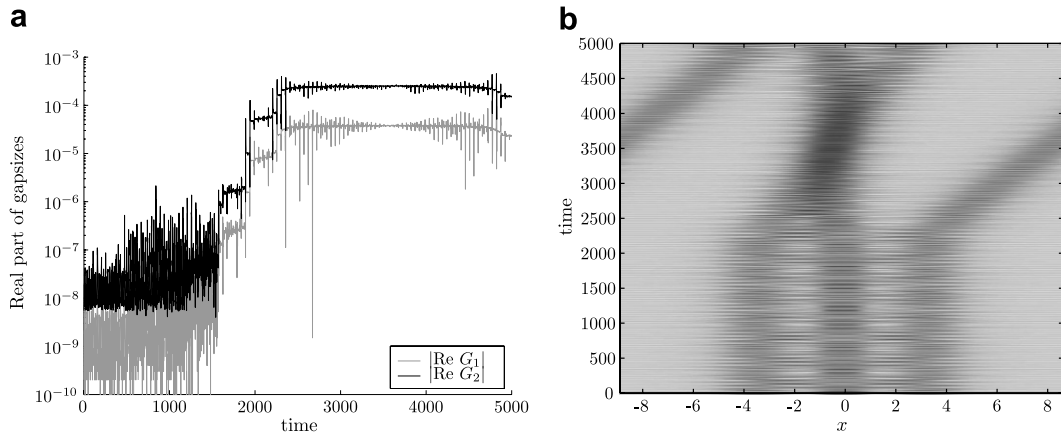 a
b
Real part of gapsizes
10⁻³
10⁻⁴
10⁻⁵
10⁻⁶
10⁻⁷
10⁻⁸
10⁻⁹
10⁻¹⁰
0 1000 2000 3000 4000 5000
time
|Re G₁|
|Re G₂|
time
5000
4500
4000
3500
3000
2500
2000
1500
1000
500
0
-8 -6 -4 -2 0 2 4 6 8
x